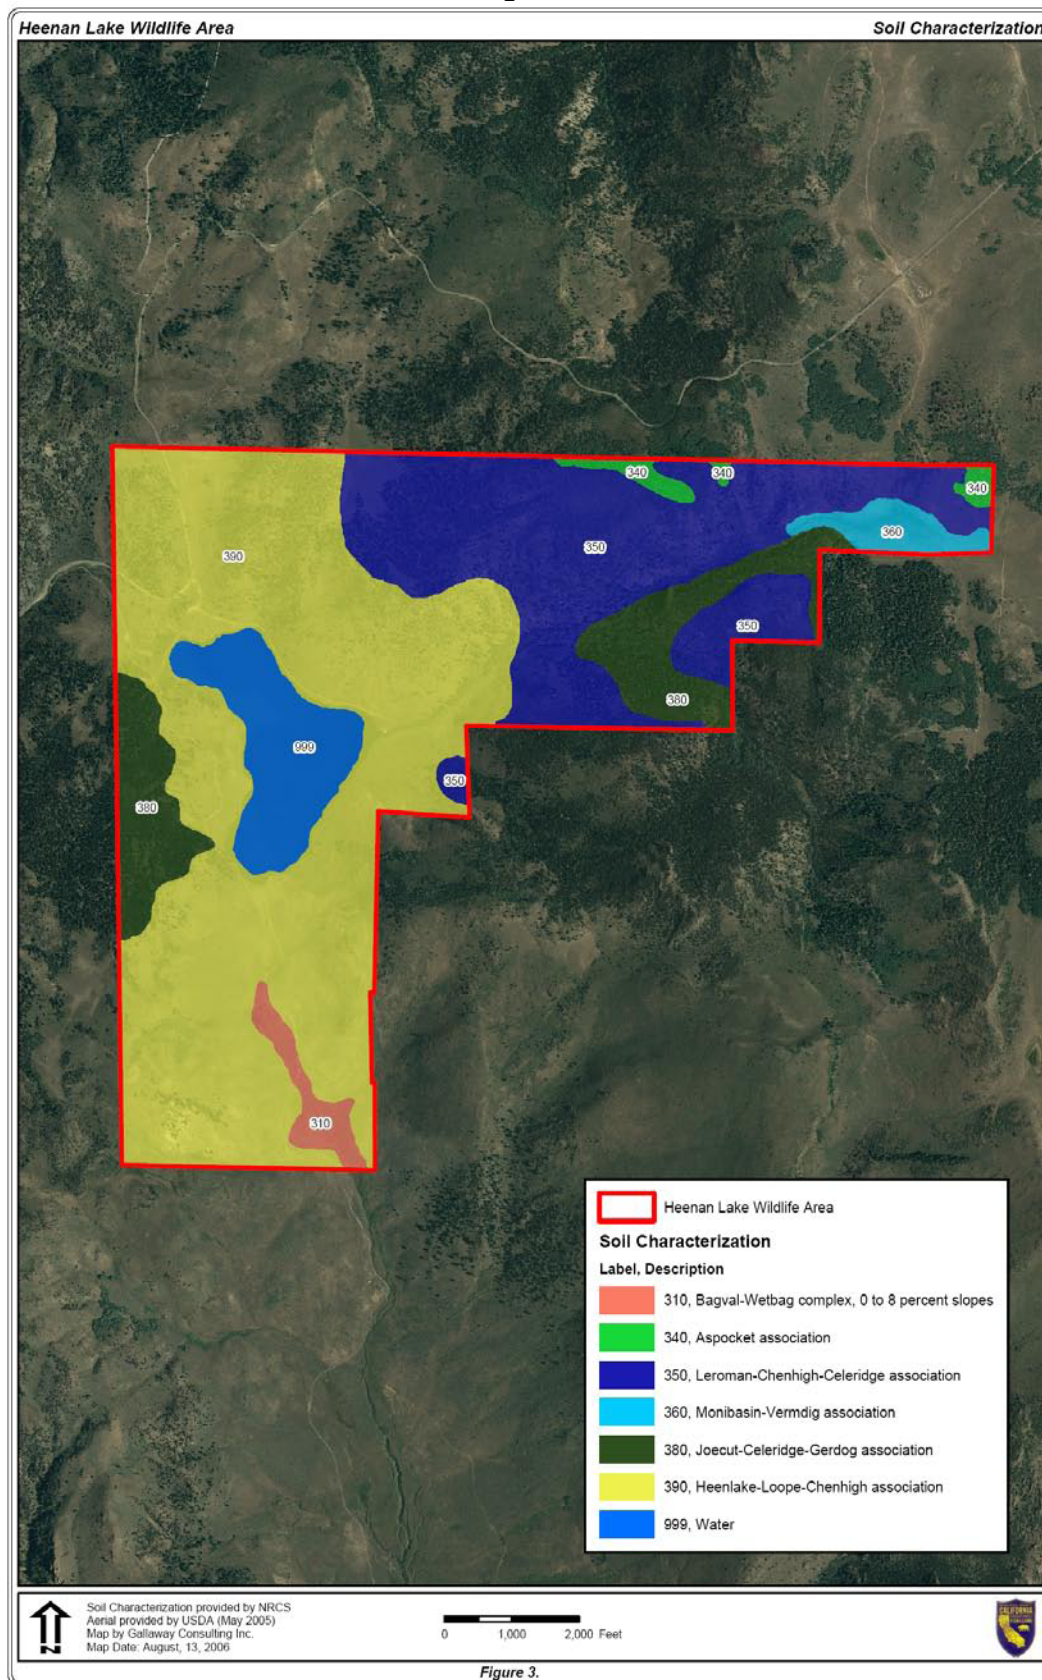 Heenan Lake Wildlife Area
Soil Characterization
340
340
340
360
350
390
350
380
999
350
380
310
Heenan Lake Wildlife Area
Soil Characterization
Label, Description
310, Bagval-Wetbag complex, 0 to 8 percent slopes
340, Aspocket association
350, Leroman-Chenhigh-Celeridge association
360, Monibasin-Vermdig association
380, Joecut-Celeridge-Gerdog association
390, Heenlake-Loope-Chenhigh association
999, Water
N
Soil Characterization provided by NRCS
Aerial provided by USDA (May 2005)
Map by Gallaway Consulting Inc.
Map Date: August, 13, 2006
0 1,000 2,000 Feet
CALIFORNIA
Figure 3.